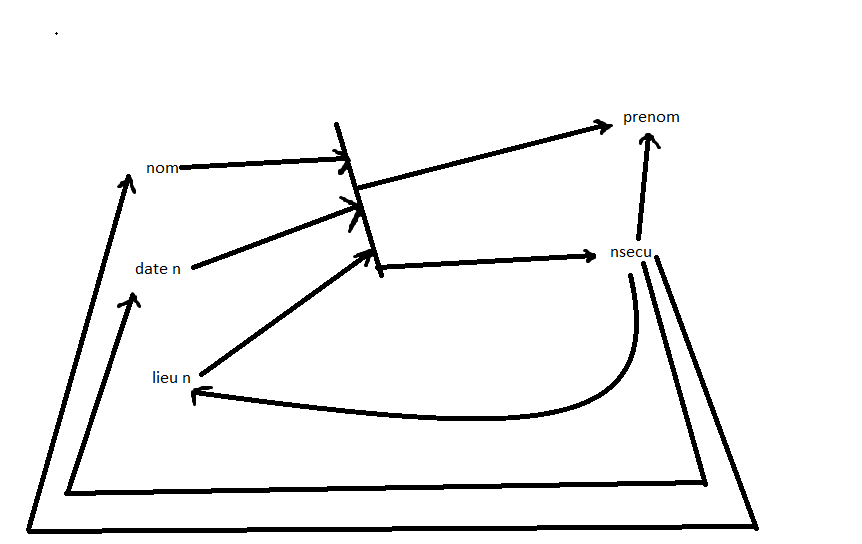 prenom
nom
nsecu
date n
lieu n